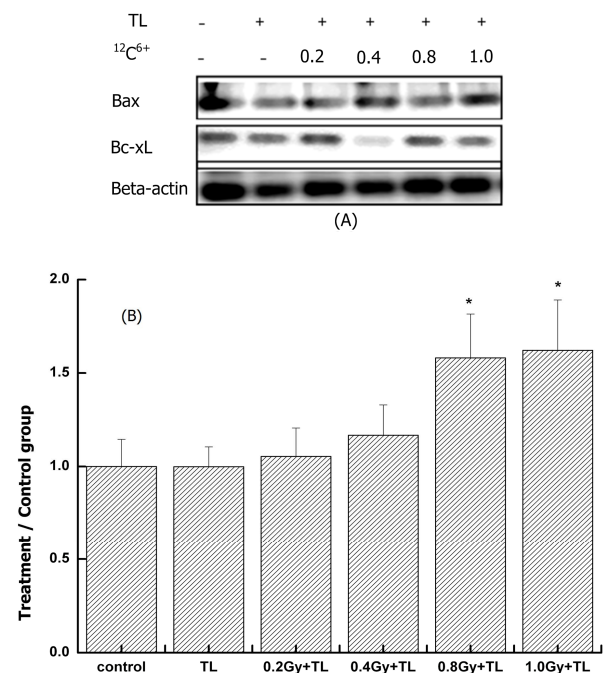 TL - + + + + +
¹²C⁶⁺ - - 0.2 0.4 0.8 1.0
Bax
Bc-xL
Beta-actin
(A)
2.0
(B)
* *
1.5
1.0
0.5
0.0
Treatment / Control group
control TL 0.2Gy+TL 0.4Gy+TL 0.8Gy+TL 1.0Gy+TL